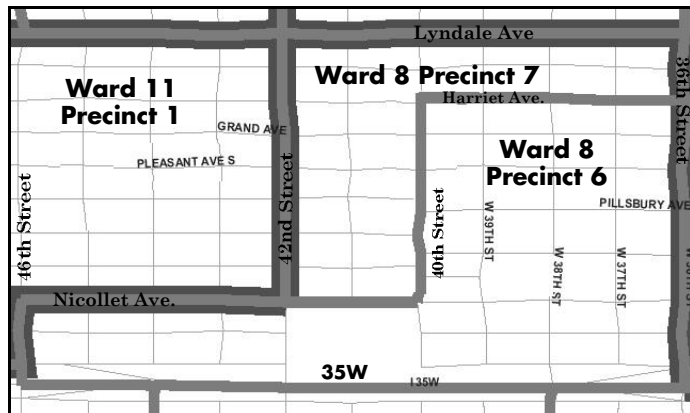 Lyndale Ave
Ward 11
Precinct 1
Ward 8 Precinct 7
Harriet Ave.
36th Street
GRAND AVE
PLEASANT AVE S
Ward 8
Precinct 6
46th Street
42nd Street
40th Street
W 39TH ST
PILLSBURY AVE
W 38TH ST
W 37TH ST
Nicollet Ave.
35W
I 35W